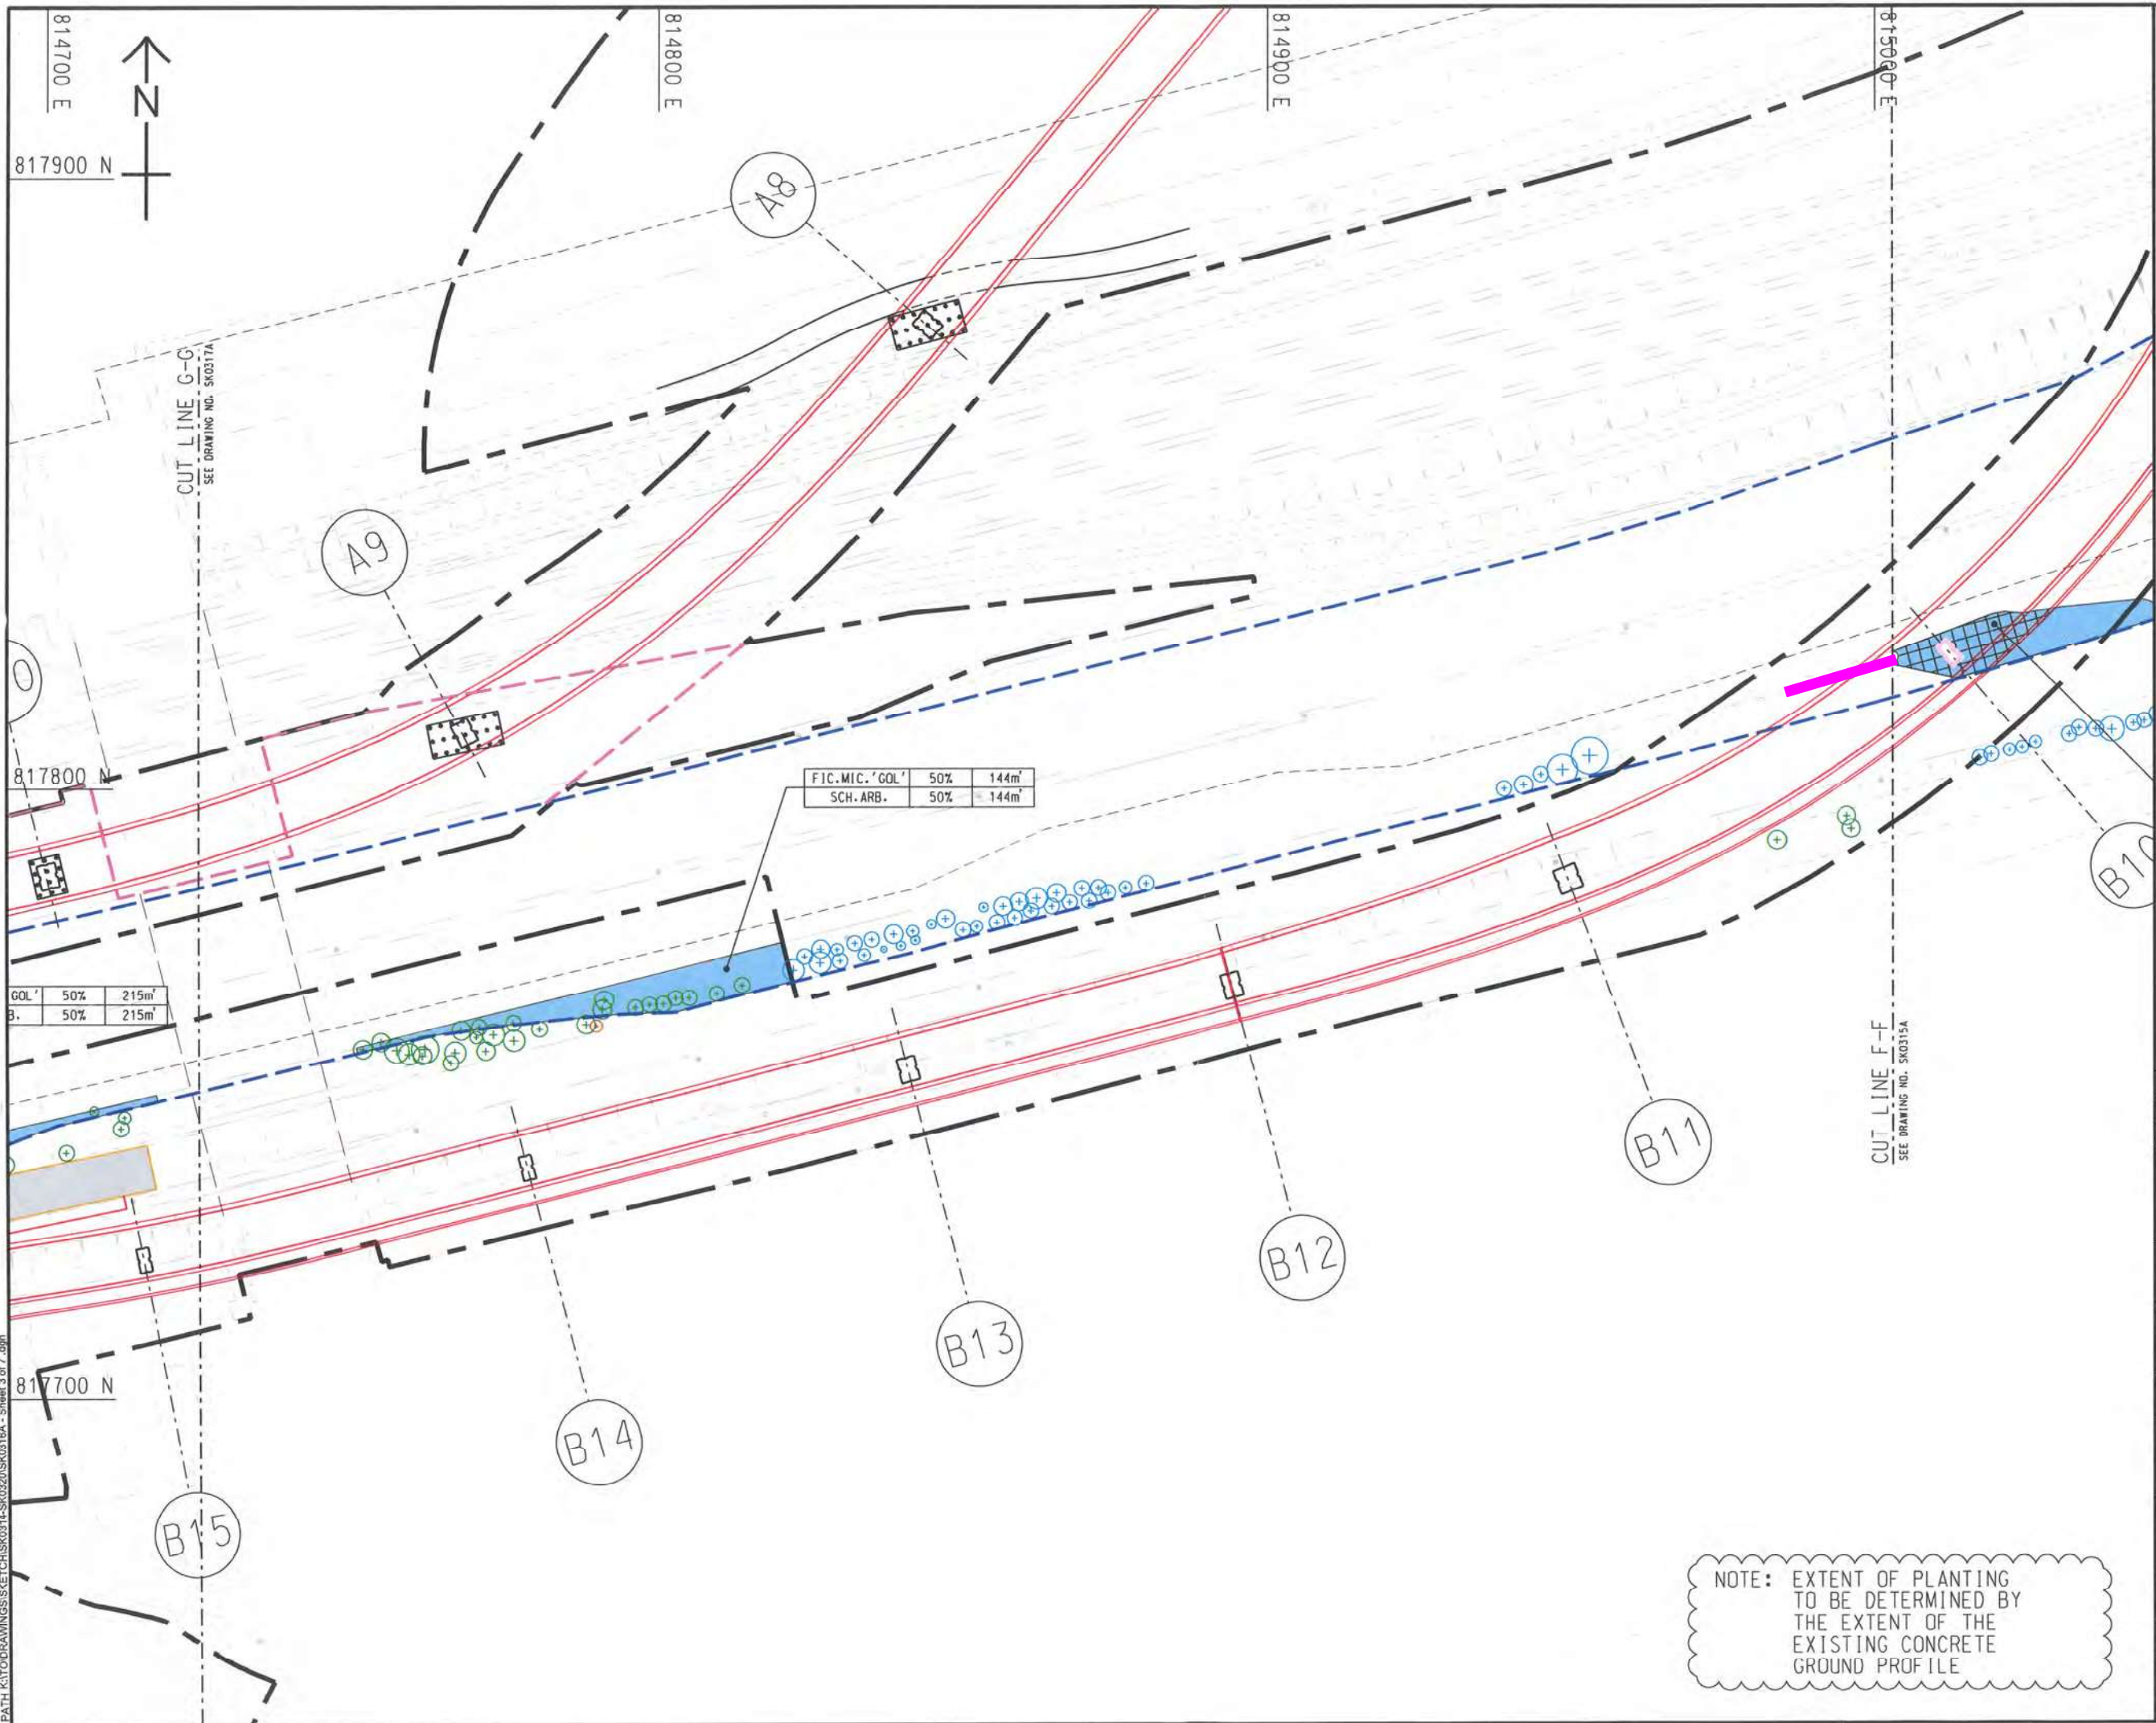 814700 E
814800 E
814900 E
815000 E
N
817900 N
A8
CUT LINE G-G
SEE DRAWING NO. SK0317A
A9
0
817800 N
FIC.MIC.'GOL' 50% 144m²
SCH.ARB. 50% 144m²
B10
GOL' 50% 215m²
B. 50% 215m²
CUT LINE F-F
SEE DRAWING NO. SK0315A
B11
B12
B13
817700 N
B14
B15
NOTE: EXTENT OF PLANTING
TO BE DETERMINED BY
THE EXTENT OF THE
EXISTING CONCRETE
GROUND PROFILE